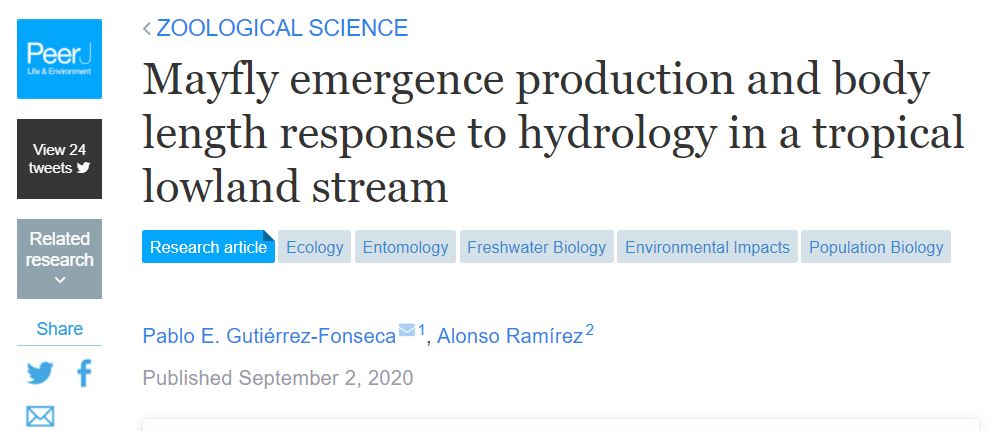 PeerJ
Life & Environment
View 24
tweets
Related
research
Share
ZOOLOGICAL SCIENCE
Mayfly emergence production and body
length response to hydrology in a tropical
lowland stream
Research article Ecology Entomology Freshwater Biology Environmental Impacts Population Biology
Pablo E. Gutiérrez-Fonseca 1, Alonso Ramírez 2
Published September 2, 2020